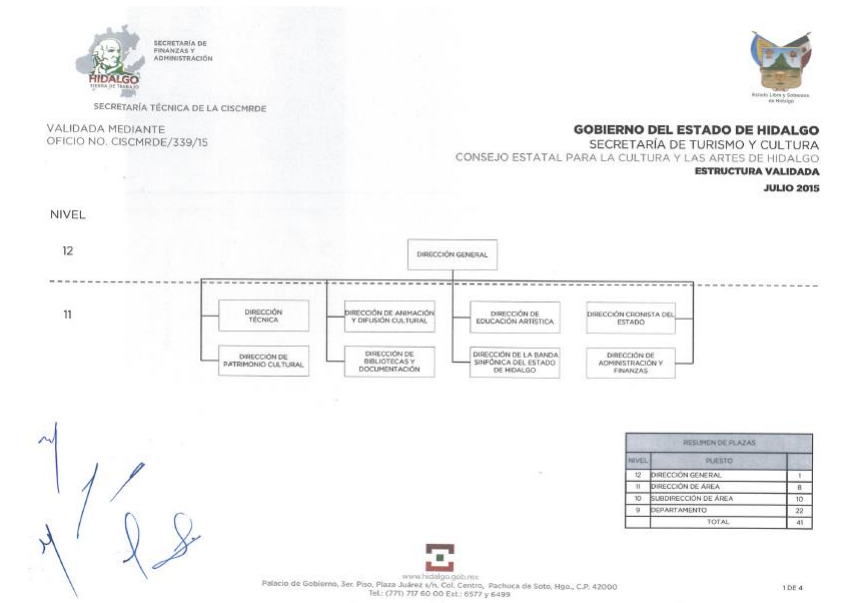 SECRETARÍA DE
FINANZAS Y
ADMINISTRACIÓN
HIDALGO
TIERRA DE TRABAJO
SECRETARÍA TÉCNICA DE LA CISCMRDE
VALIDADA MEDIANTE
OFICIO NO. CISCMRDE/339/15
Estado Libre y Soberano
de Hidalgo
GOBIERNO DEL ESTADO DE HIDALGO
SECRETARÍA DE TURISMO Y CULTURA
CONSEJO ESTATAL PARA LA CULTURA Y LAS ARTES DE HIDALGO
ESTRUCTURA VALIDADA
JULIO 2015
NIVEL
12
DIRECCIÓN GENERAL
11
DIRECCIÓN
TÉCNICA
DIRECCIÓN DE ANIMACIÓN
Y DIFUSIÓN CULTURAL
DIRECCIÓN DE
EDUCACIÓN ARTÍSTICA
DIRECCIÓN CRONISTA DEL
ESTADO
DIRECCIÓN DE
PATRIMONIO CULTURAL
DIRECCIÓN DE
BIBLIOTECAS Y
DOCUMENTACIÓN
DIRECCIÓN DE LA BANDA
SINFÓNICA DEL ESTADO
DE HIDALGO
DIRECCIÓN DE
ADMINISTRACIÓN Y
FINANZAS
RESUMEN DE PLAZAS
NIVEL PUESTO
12 DIRECCIÓN GENERAL 1
11 DIRECCIÓN DE ÁREA 8
10 SUBDIRECCIÓN DE ÁREA 10
9 DEPARTAMENTO 22
TOTAL 41
www.hidalgo.gob.mx
Palacio de Gobierno, 3er. Piso, Plaza Juárez s/n, Col. Centro, Pachuca de Soto, Hgo., C.P. 42000
Tel.: (771) 717 60 00 Ext.: 6577 y 6499
1 DE 4